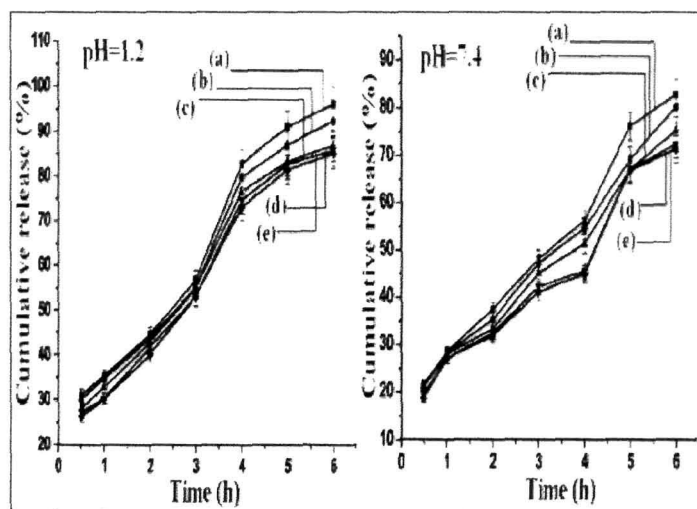 pH=1.2
(a)
(b)
(c)
(d)
(e)
Cumulative release (%)
110
100
90
80
70
60
50
40
30
20
0
1
2
3
4
5
6
Time (h)
pH=7.4
(a)
(b)
(c)
(d)
(e)
Cumulative release (%)
90
80
70
60
50
40
30
20
10
0
1
2
3
4
5
6
Time (h)